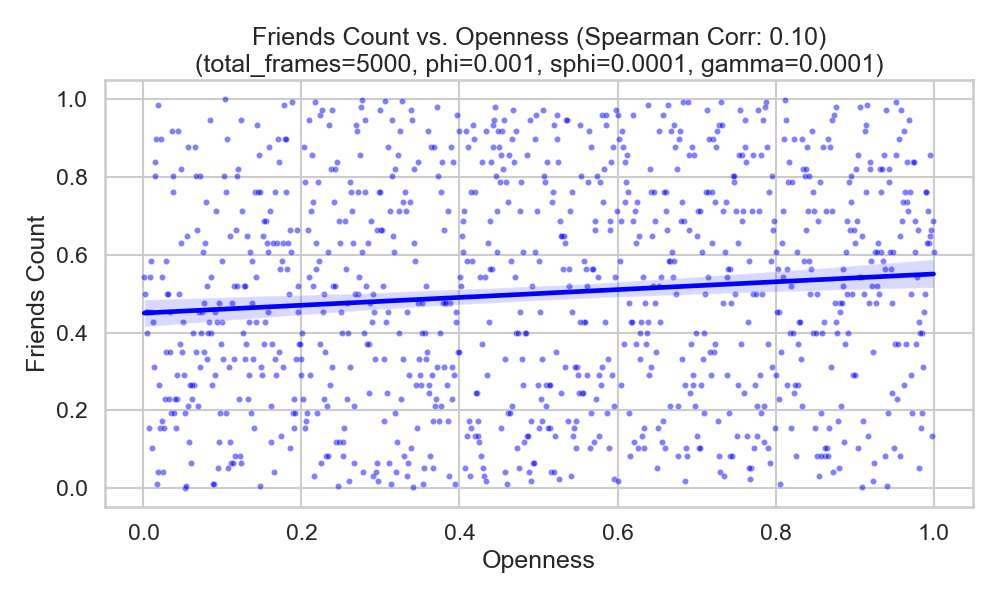 Friends Count vs. Openness (Spearman Corr: 0.10)
(total_frames=5000, phi=0.001, sphi=0.0001, gamma=0.0001)
1.0
0.8
0.6
0.4
0.2
0.0
Friends Count
0.0 0.2 0.4 0.6 0.8 1.0
Openness